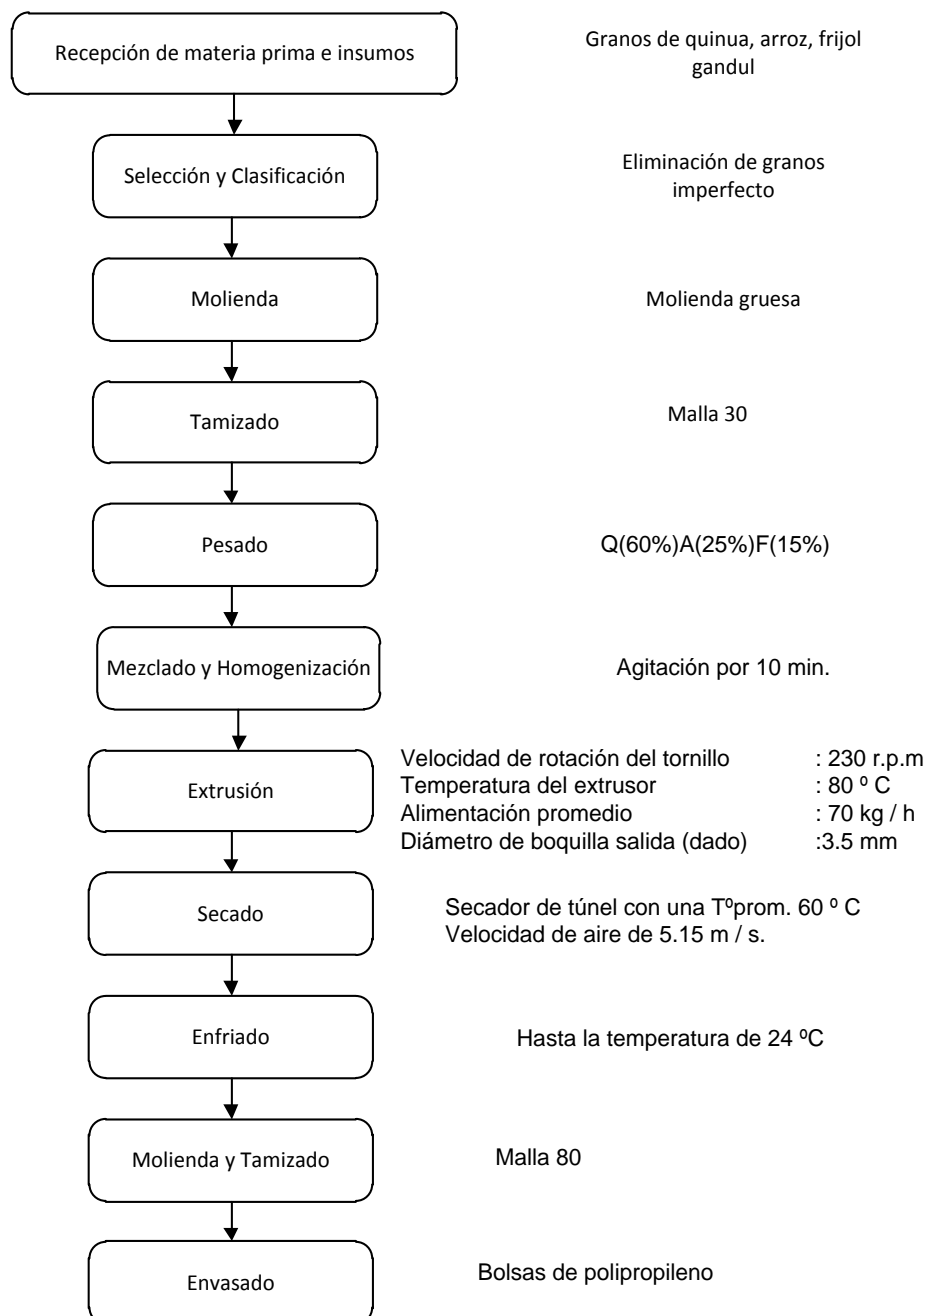 Recepción de materia prima e insumos
Granos de quinua, arroz, frijol
gandul
Selección y Clasificación
Eliminación de granos
imperfecto
Molienda
Molienda gruesa
Tamizado
Malla 30
Pesado
Q(60%)A(25%)F(15%)
Mezclado y Homogenización
Agitación por 10 min.
Extrusión
Velocidad de rotación del tornillo : 230 r.p.m
Temperatura del extrusor : 80 º C
Alimentación promedio : 70 kg / h
Diámetro de boquilla salida (dado) :3.5 mm
Secado
Secador de túnel con una Tºprom. 60 º C
Velocidad de aire de 5.15 m / s.
Enfriado
Hasta la temperatura de 24 ºC
Molienda y Tamizado
Malla 80
Envasado
Bolsas de polipropileno